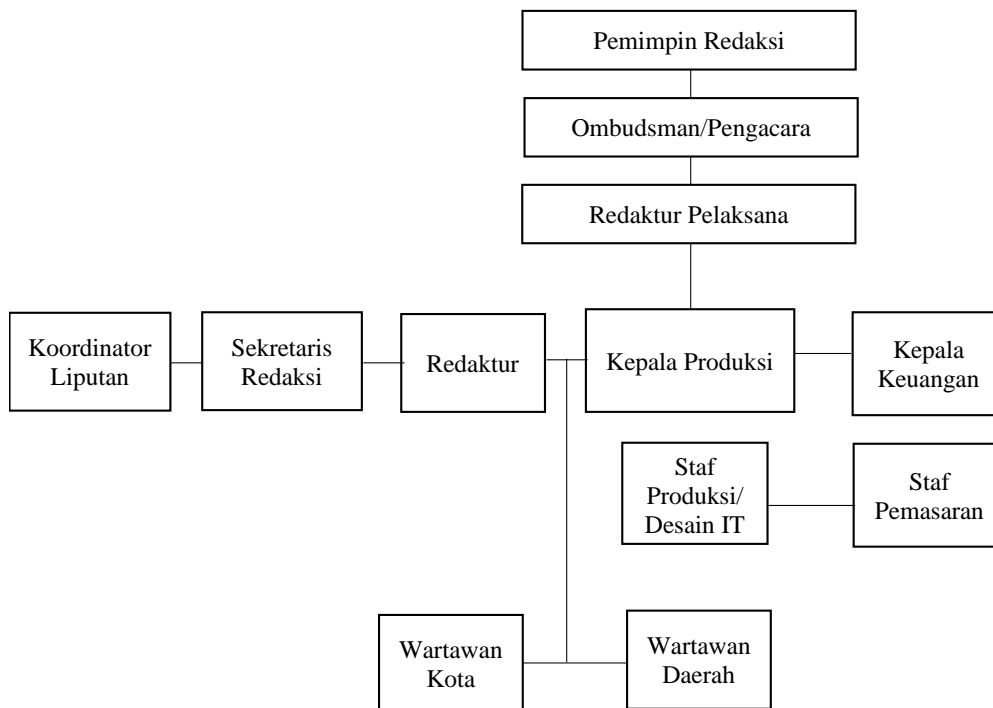 Pemimpin Redaksi
Ombudsman/Pengacara
Redaktur Pelaksana
Koordinator
Liputan
Sekretaris
Redaksi
Redaktur
Kepala Produksi
Kepala
Keuangan
Staf
Produksi/
Desain IT
Staf
Pemasaran
Wartawan
Kota
Wartawan
Daerah